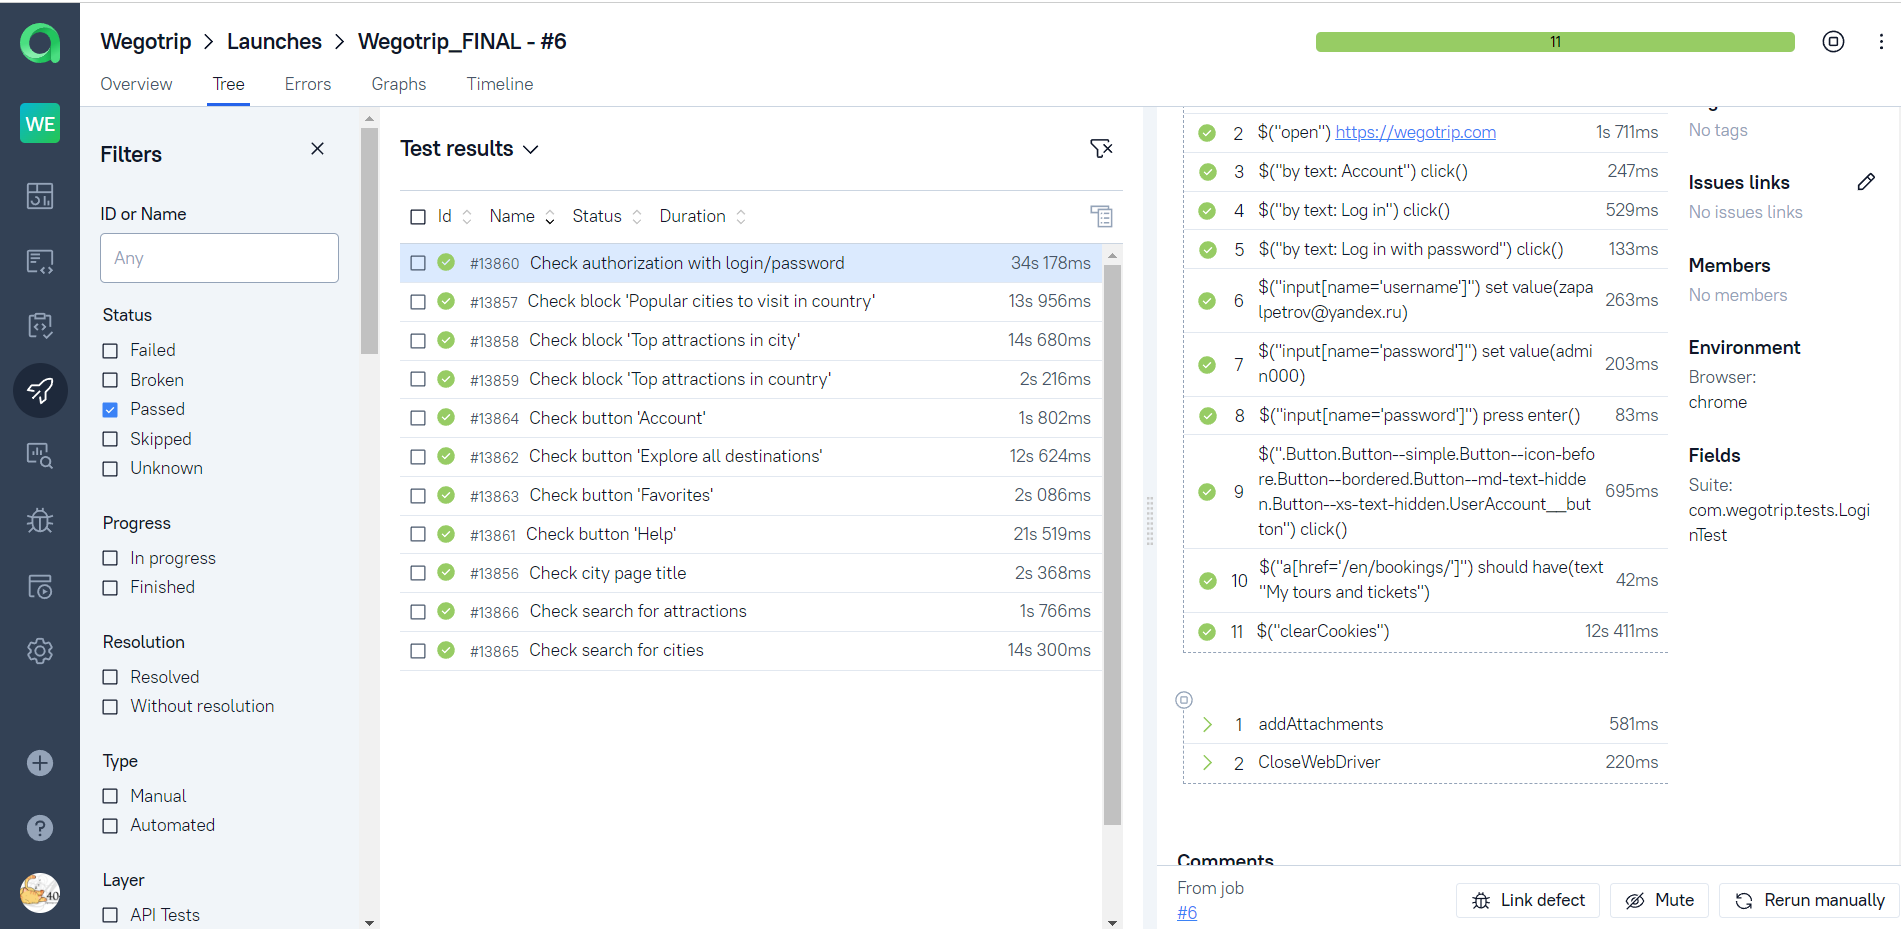 Wegotrip > Launches > Wegotrip_FINAL - #6
11
Overview Tree Errors Graphs Timeline
WE
Filters
ID or Name
Any
Status
Failed
Broken
Passed
Skipped
Unknown
Progress
In progress
Finished
Resolution
Resolved
Without resolution
Type
Manual
Automated
Layer
API Tests
Test results
Id Name Status Duration
#13860 Check authorization with login/password 34s 178ms
#13857 Check block 'Popular cities to visit in country' 13s 956ms
#13858 Check block 'Top attractions in city' 14s 680ms
#13859 Check block 'Top attractions in country' 2s 216ms
#13864 Check button 'Account' 1s 802ms
#13862 Check button 'Explore all destinations' 12s 624ms
#13863 Check button 'Favorites' 2s 086ms
#13861 Check button 'Help' 21s 519ms
#13856 Check city page title 2s 368ms
#13866 Check search for attractions 1s 766ms
#13865 Check search for cities 14s 300ms
2 $("open") https://wegotrip.com 1s 711ms
3 $("by text: Account") click() 247ms
4 $("by text: Log in") click() 529ms
5 $("by text: Log in with password") click() 133ms
6 $("input[name='username']") set value(zapa
lpetrov@yandex.ru) 263ms
7 $("input[name='password']") set value(admi
n000) 203ms
8 $("input[name='password']") press enter() 83ms
9 $(".Button.Button--simple.Button--icon-befo
re.Button--bordered.Button--md-text-hidde
n.Button--xs-text-hidden.UserAccount__but
ton") click() 695ms
10 $("a[href='/en/bookings/']") should have(text
"My tours and tickets") 42ms
11 $("clearCookies") 12s 411ms
1 addAttachments 581ms
2 CloseWebDriver 220ms
Comments
From job
#6
Link defect
Mute
Rerun manually
No tags
Issues links
No issues links
Members
No members
Environment
Browser:
chrome
Fields
Suite:
com.wegotrip.tests.Logi
nTest
40